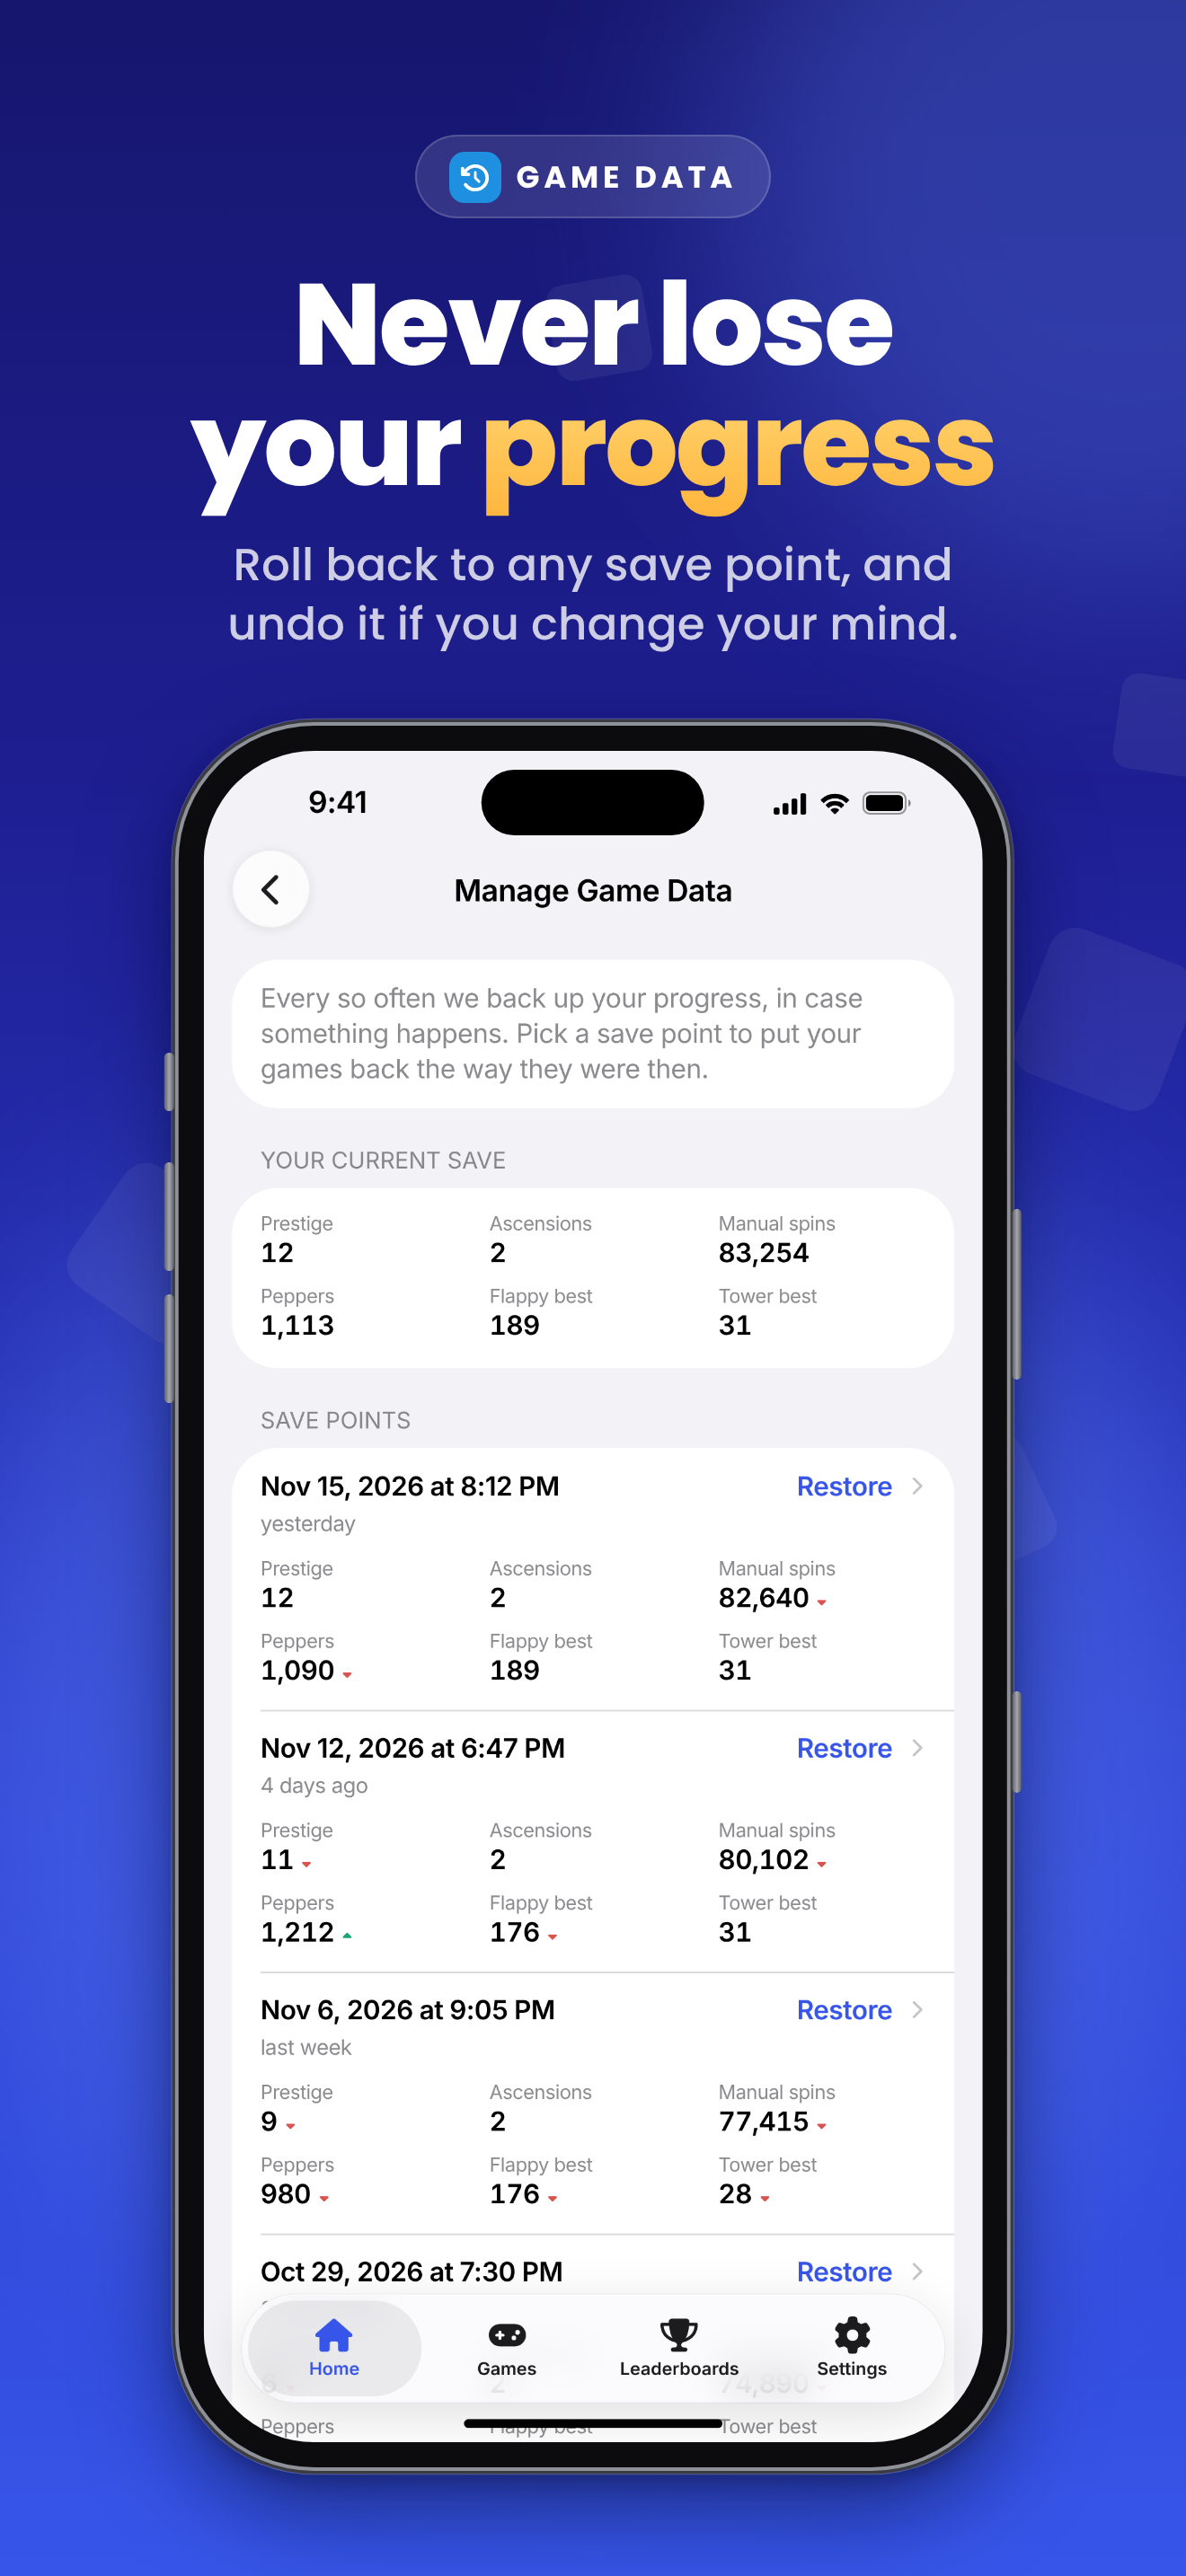 GAME DATA
Never lose
your progress
Roll back to any save point, and
undo it if you change your mind.
9:41
Manage Game Data
Every so often we back up your progress, in case
something happens. Pick a save point to put your
games back the way they were then.
YOUR CURRENT SAVE
Prestige Ascensions Manual spins
12 2 83,254
Peppers Flappy best Tower best
1,113 189 31
SAVE POINTS
Nov 15, 2026 at 8:12 PM Restore
yesterday
Prestige Ascensions Manual spins
12 2 82,640
Peppers Flappy best Tower best
1,090 189 31
Nov 12, 2026 at 6:47 PM Restore
4 days ago
Prestige Ascensions Manual spins
11 2 80,102
Peppers Flappy best Tower best
1,212 176 31
Nov 6, 2026 at 9:05 PM Restore
last week
Prestige Ascensions Manual spins
9 2 77,415
Peppers Flappy best Tower best
980 176 28
Oct 29, 2026 at 7:30 PM Restore
Home Games Leaderboards Settings
6 2 74,890
Peppers Flappy best Tower best